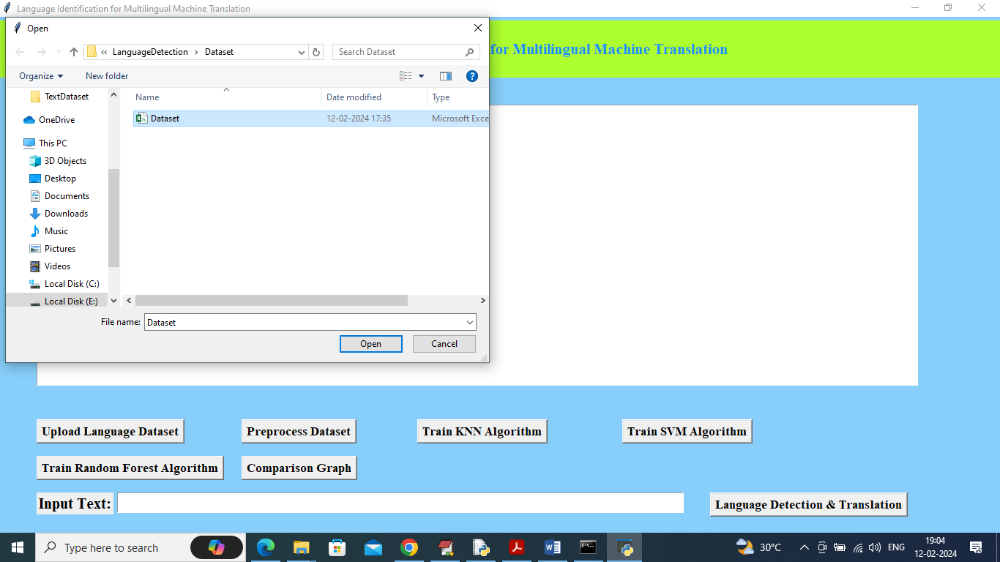 Language Identification for Multilingual Machine Translation
Open
for Multilingual Machine Translation
« LanguageDetection › Dataset
Search Dataset
Organize
New folder
Name
Date modified
Type
TextDataset
OneDrive
This PC
3D Objects
Desktop
Documents
Downloads
Music
Pictures
Videos
Local Disk (C:)
Local Disk (E:)
Dataset
12-02-2024 17:35
Microsoft Exce
File name:
Dataset
Open
Cancel
Upload Language Dataset
Preprocess Dataset
Train KNN Algorithm
Train SVM Algorithm
Train Random Forest Algorithm
Comparison Graph
Input Text:
Language Detection & Translation
Type here to search
30°C
ENG
19:04
12-02-2024